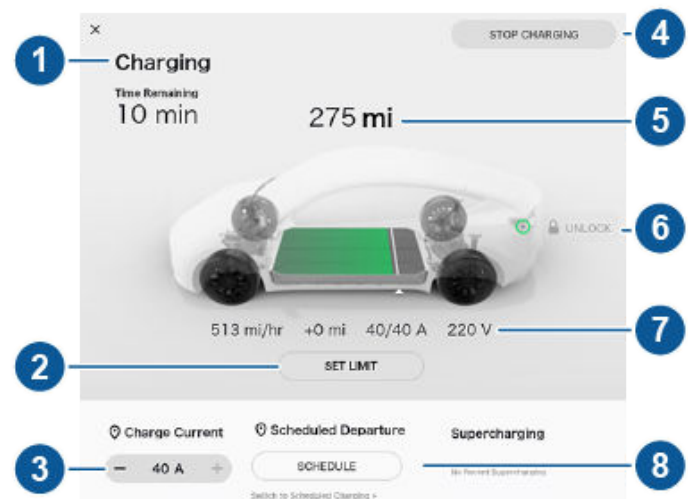 ×
STOP CHARGING
4
1
Charging
Time Remaining
10 min
275 mi
5
UNLOCK
6
513 mi/hr +0 mi 40/40 A 220 V
7
2
SET LIMIT
Charge Current
Scheduled Departure
Supercharging
3
− 40 A +
SCHEDULE
8
No Recent Supercharging
Switch to Scheduled Charging >